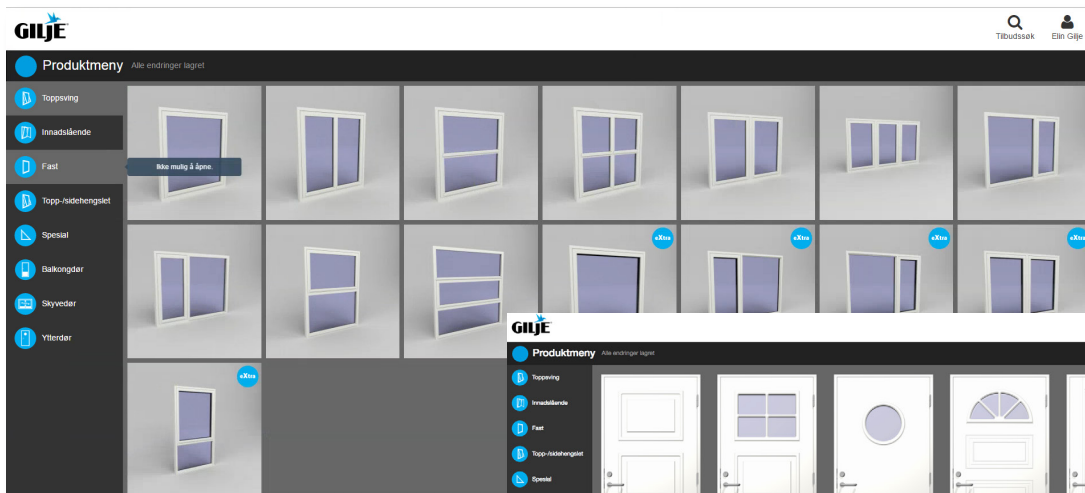 GILJE
Tilbudssøk
Elin Gilje
Produktmeny
Alle endringer lagret
Toppsving
Innadslående
Fast
Ikke mulig å åpne.
Topp-/sidehengslet
Spesial
Balkongdør
Skyvedør
Ytterdør
eXtra
eXtra
eXtra
eXtra
eXtra
GILJE
Produktmeny
Alle endringer lagret
Toppsving
Innadslående
Fast
Topp-/sidehengslet
Spesial